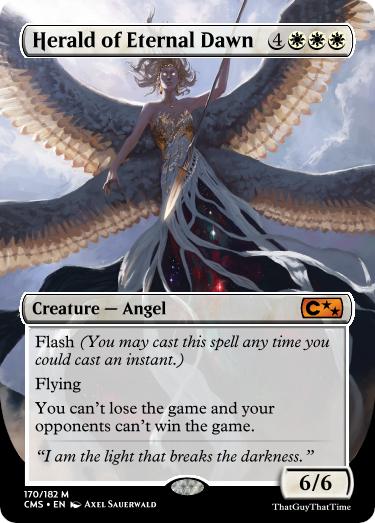 Herald of Eternal Dawn 4
Creature — Angel
C
Flash (You may cast this spell any time you
could cast an instant.)
Flying
You can't lose the game and your
opponents can't win the game.
"I am the light that breaks the darkness."
6/6
170/182 M
CMS • EN Axel Sauerwald
ThatGuyThatTime